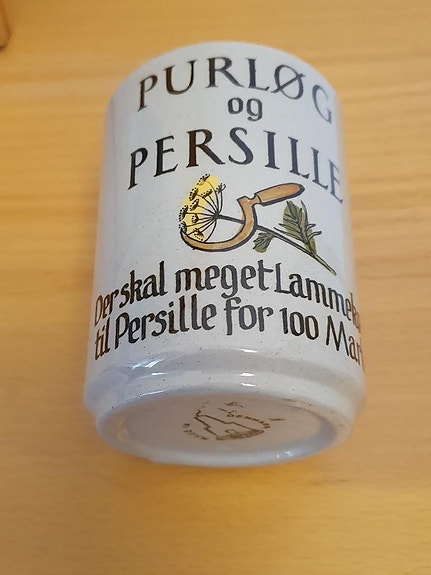 PURLØG
og
PERSILLE
Der skal meget
til Persille for 100